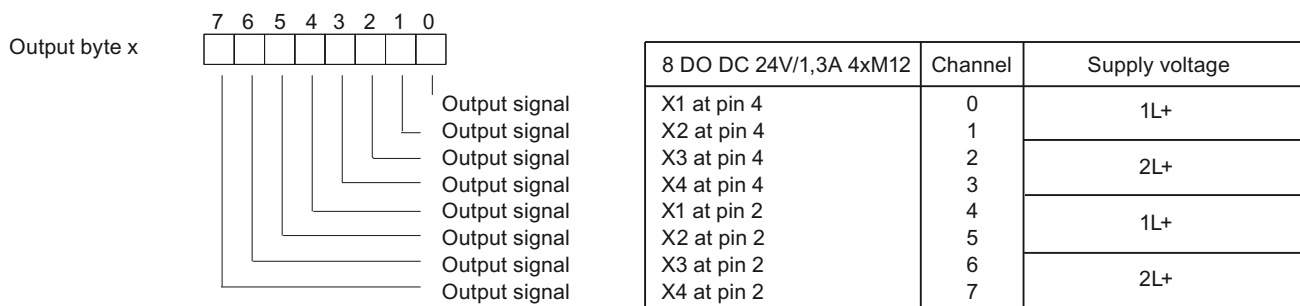 7 6 5 4 3 2 1 0
Output byte x
Output signal
Output signal
Output signal
Output signal
Output signal
Output signal
Output signal
Output signal
8 DO DC 24V/1,3A 4xM12 Channel Supply voltage
X1 at pin 4 0 1L+
X2 at pin 4 1
X3 at pin 4 2 2L+
X4 at pin 4 3
X1 at pin 2 4 1L+
X2 at pin 2 5
X3 at pin 2 6 2L+
X4 at pin 2 7